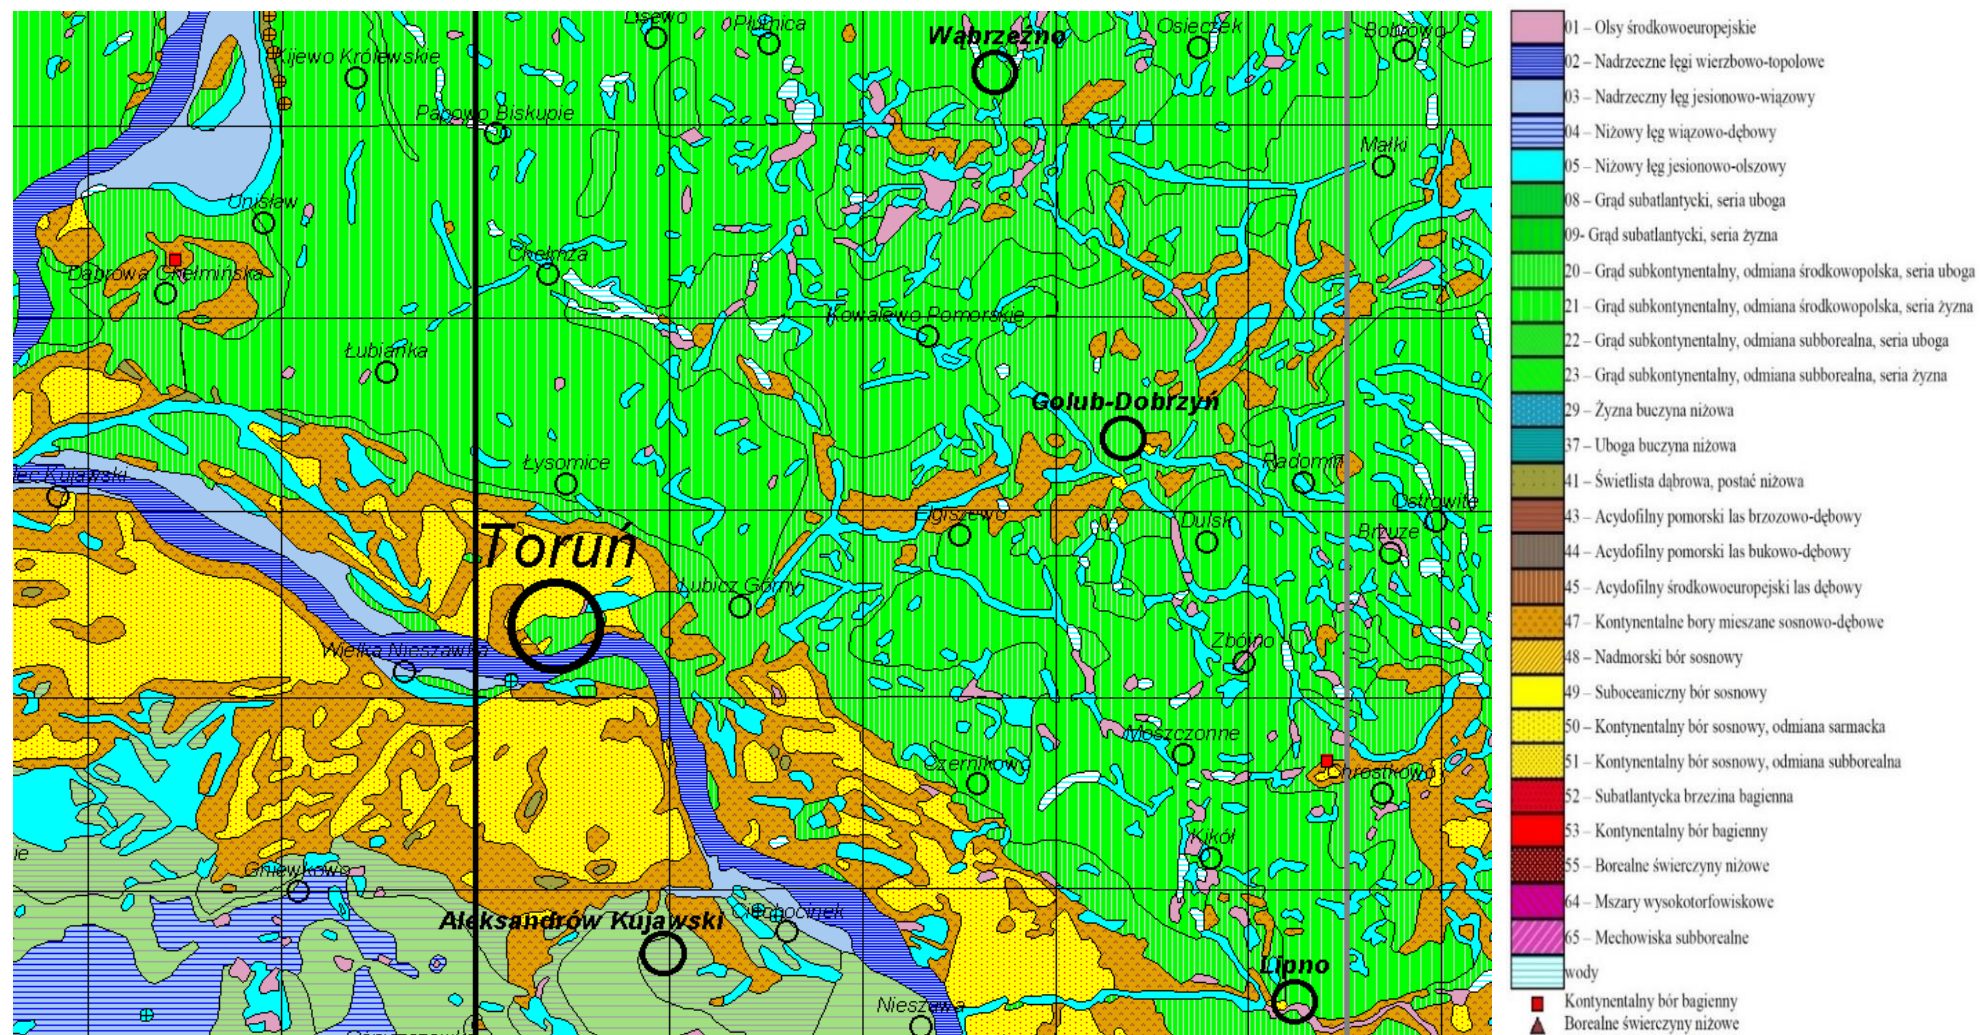 Lisewo
Płużnica
Wąbrzeźno
Osieczek
Bobrowo
Kijewo Królewskie
Papowo Biskupie
Małki
Unisław
Chełmża
Dąbrowa Chełmińska
Kowalewo Pomorskie
Łubianka
Golub-Dobrzyń
Łysomice
Radomin
Kujawski
Ostrowite
Elgiszewo
Dulsk
Brzuze
Toruń
Lubicz Górny
Zbójno
Wielka Nieszawka
Moszczonne
Czernikowo
Chrostkowo
Kikół
ie
Gniewkowo
Aleksandrów Kujawski
Ciechocinek
Lipno
Nieszawa
01 – Olsy środkowoeuropejskie
02 – Nadrzeczne łęgi wierzbowo-topolowe
03 – Nadrzeczny łęg jesionowo-wiązowy
04 – Niżowy łęg wiązowo-dębowy
05 – Niżowy łęg jesionowo-olszowy
08 – Grąd subatlantycki, seria uboga
09- Grąd subatlantycki, seria żyzna
20 – Grąd subkontynentalny, odmiana środkowopolska, seria uboga
21 – Grąd subkontynentalny, odmiana środkowopolska, seria żyzna
22 – Grąd subkontynentalny, odmiana subborealna, seria uboga
23 – Grąd subkontynentalny, odmiana subborealna, seria żyzna
29 – Żyzna buczyna niżowa
37 – Uboga buczyna niżowa
41 – Świetlista dąbrowa, postać niżowa
43 – Acydofilny pomorski las brzozowo-dębowy
44 – Acydofilny pomorski las bukowo-dębowy
45 – Acydofilny środkowoeuropejski las dębowy
47 – Kontynentalne bory mieszane sosnowo-dębowe
48 – Nadmorski bór sosnowy
49 – Suboceaniczny bór sosnowy
50 – Kontynentalny bór sosnowy, odmiana sarmacka
51 – Kontynentalny bór sosnowy, odmiana subborealna
52 – Subatlantycka brzezina bagienna
53 – Kontynentalny bór bagienny
55 – Borealne świerczyny niżowe
64 – Mszary wysokotorfowiskowe
65 – Mechowiska subborealne
wody
Kontynentalny bór bagienny
Borealne świerczyny niżowe